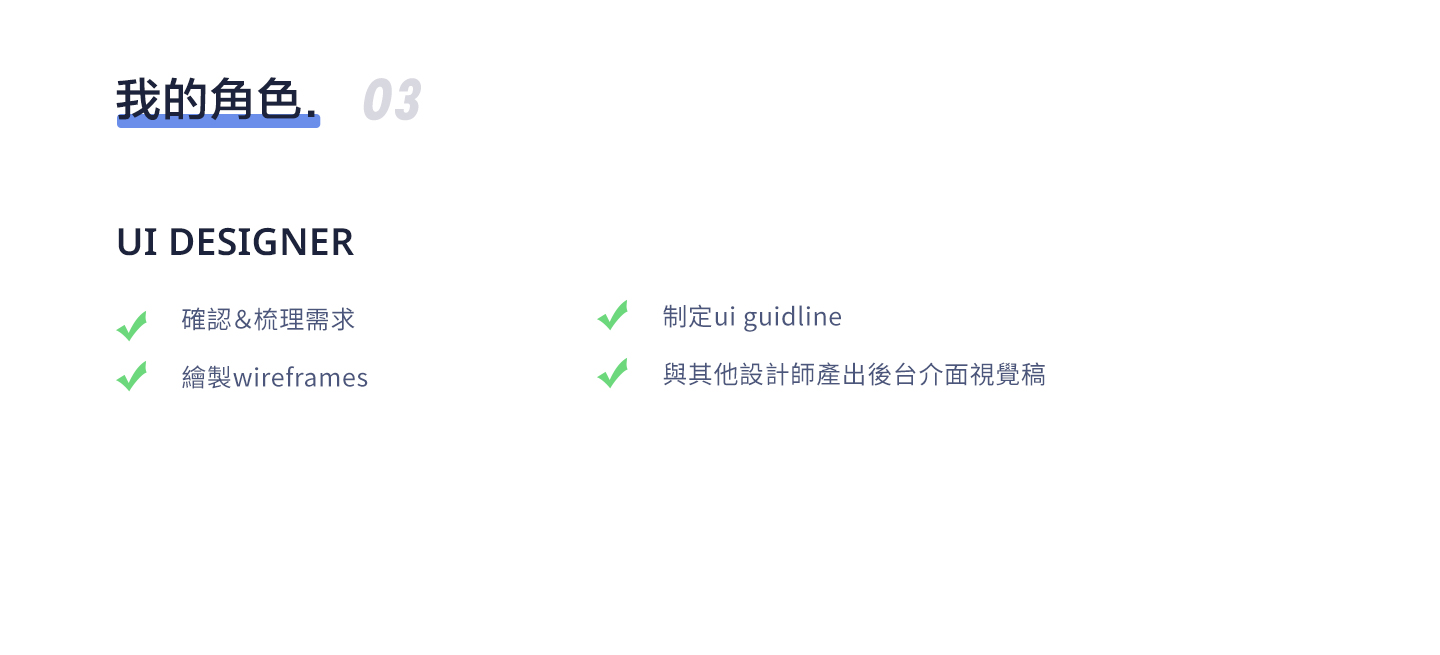 我的角色. 03
UI DESIGNER
確認&梳理需求
繪製wireframes
制定ui guidline
與其他設計師產出後台介面視覺稿